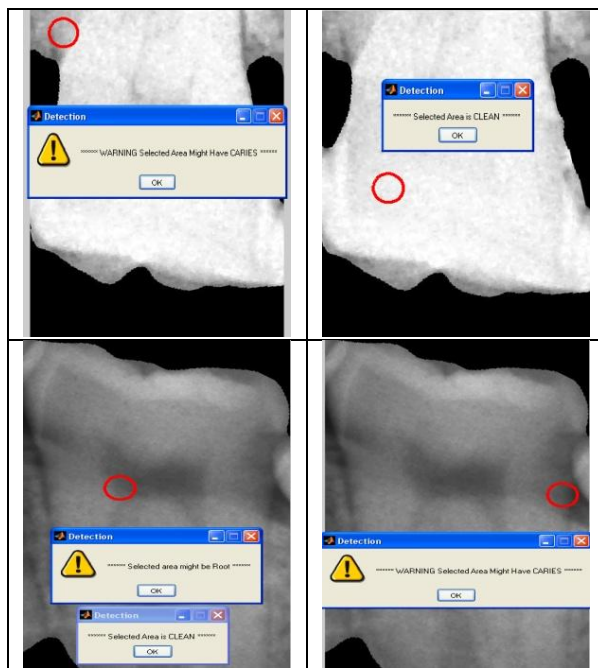 Detection
****** WARNING Selected Area Might Have CARIES ******
OK
Detection
****** Selected Area is CLEAN ******
OK
Detection
****** Selected area might be Root ******
OK
Detection
****** Selected Area is CLEAN ******
OK
Detection
****** WARNING Selected Area Might Have CARIES ******
OK